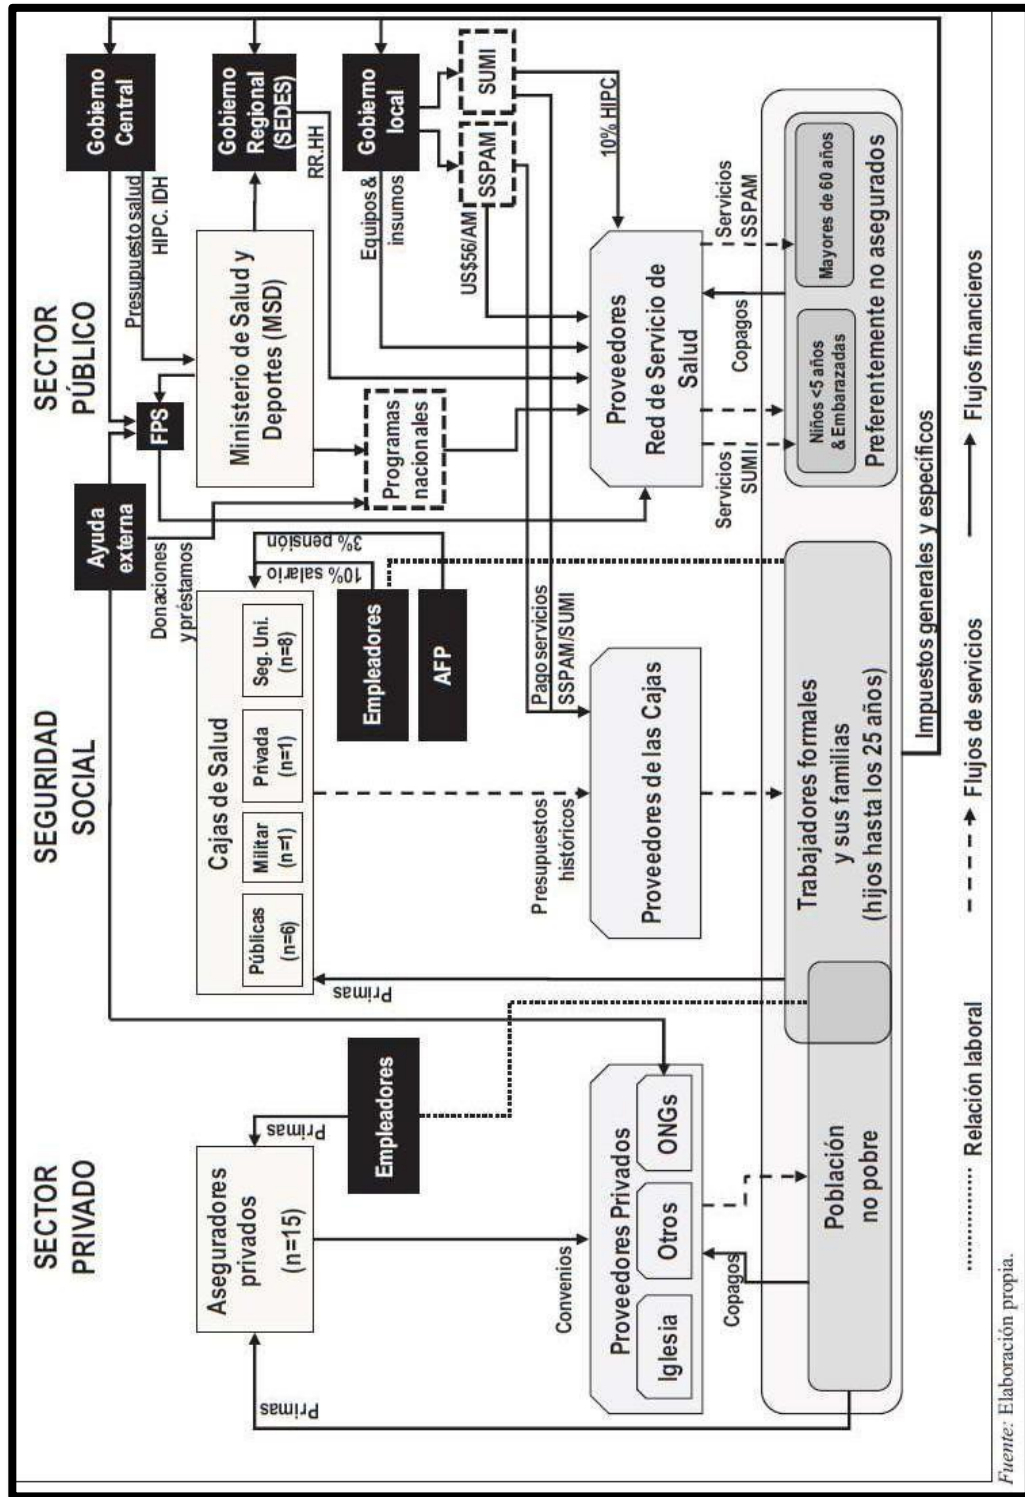 SECTOR
PRIVADO
SEGURIDAD
SOCIAL
SECTOR
PÚBLICO
Ayuda
externa
Gobierno
Central
Donaciones
y préstamos
FPS
Presupuesto salud
HIPC. IDH
Aseguradores
privados
(n=15)
Primas
Primas
Empleadores
Cajas de Salud
Públicas
(n=6)
Militar
(n=1)
Privada
(n=1)
Seg. Uni.
(n=8)
Primas
10% salario
3% pensión
Empleadores
AFP
Ministerio de Salud y
Deportes (MSD)
Gobierno
Regional
(SEDES)
RR.HH
Programas
nacionales
Equipos &
insumos
Gobierno
local
SSPAM
SUMI
US$56/AM
10% HIPC
Convenios
Presupuestos
históricos
Pago servicios
SSPAM/SUMI
Proveedores Privados
Iglesia
Otros
ONGs
Proveedores de las Cajas
Proveedores
Red de Servicio de
Salud
Copagos
Servicios
SUMI
Copagos
Servicios
SSPAM
Población
no pobre
Trabajadores formales
y sus familias
(hijos hasta los 25 años)
Niños <5 años
& Embarazadas
Mayores de 60 años
Preferentemente no asegurados
Impuestos generales y específicos
Relación laboral
Flujos de servicios
Flujos financieros
Fuente: Elaboración propia.